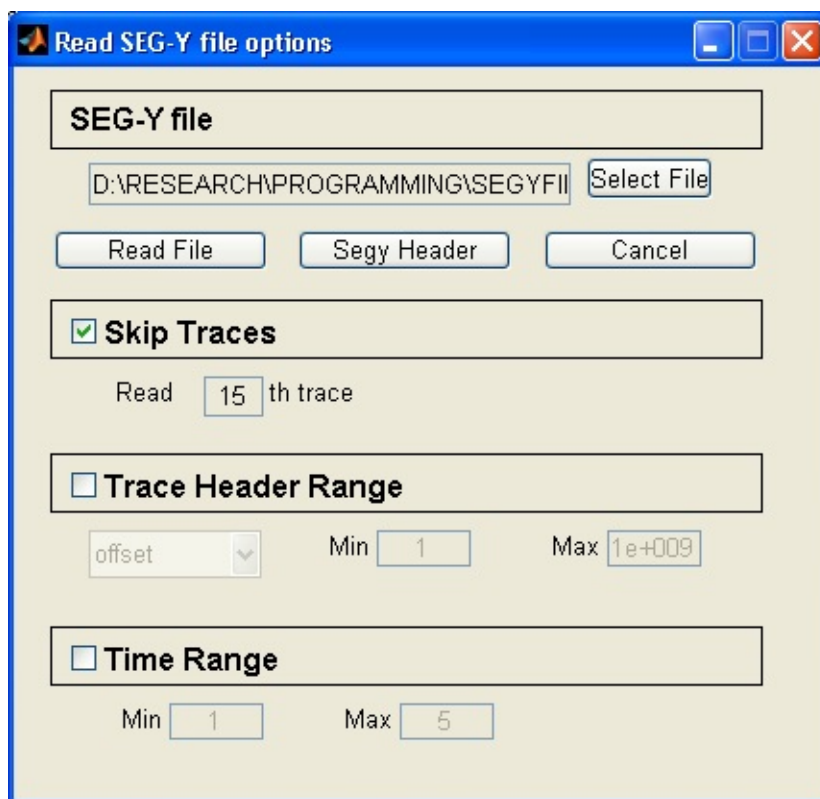 Read SEG-Y file options
SEG-Y file
D:\RESEARCH\PROGRAMMING\SEGYFII Select File
Read File Segy Header Cancel
Skip Traces
Read 15 th trace
Trace Header Range
offset Min 1 Max 1e+009
Time Range
Min 1 Max 5